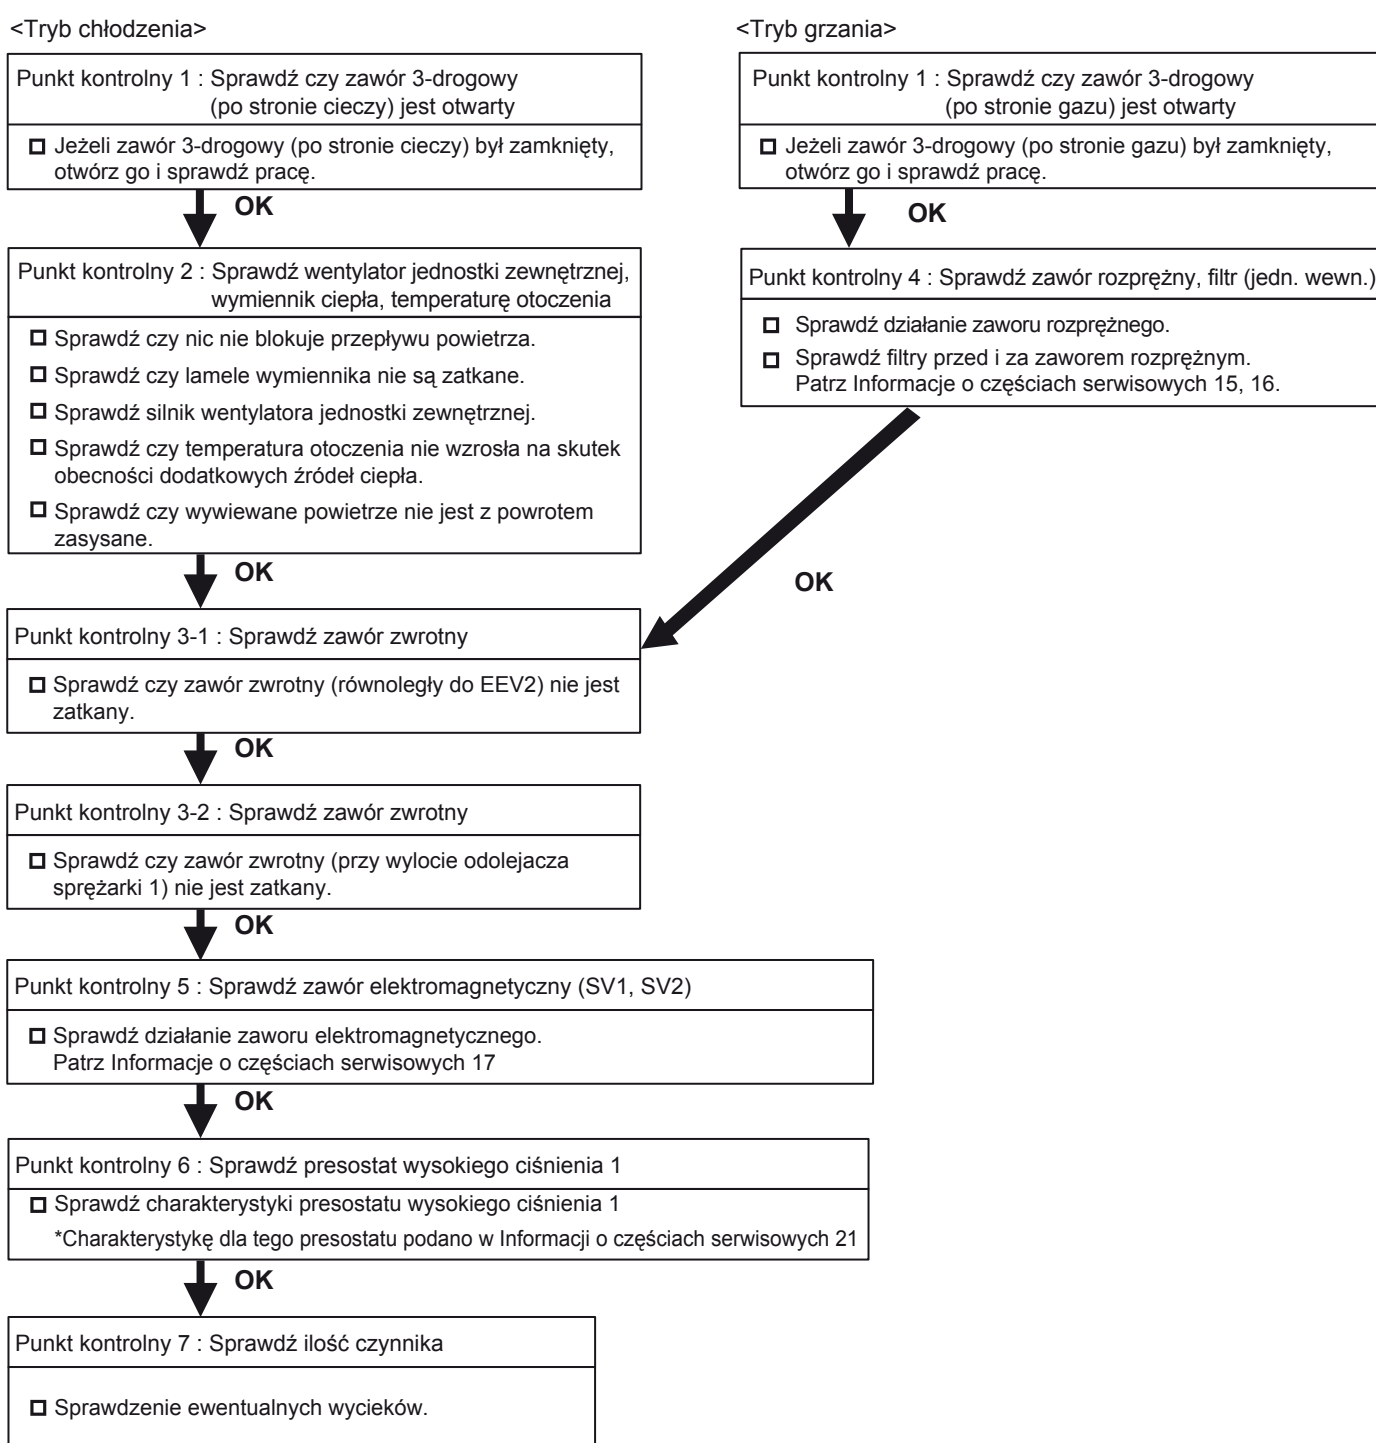 <Tryb chłodzenia>
Punkt kontrolny 1 : Sprawdź czy zawór 3-drogowy
(po stronie cieczy) jest otwarty
Jeżeli zawór 3-drogowy (po stronie cieczy) był zamknięty,
otwórz go i sprawdź pracę.
OK
Punkt kontrolny 2 : Sprawdź wentylator jednostki zewnętrznej,
wymiennik ciepła, temperaturę otoczenia
Sprawdź czy nic nie blokuje przepływu powietrza.
Sprawdź czy lamele wymiennika nie są zatkane.
Sprawdź silnik wentylatora jednostki zewnętrznej.
Sprawdź czy temperatura otoczenia nie wzrosła na skutek
obecności dodatkowych źródeł ciepła.
Sprawdź czy wywiewane powietrze nie jest z powrotem
zasysane.
OK
<Tryb grzania>
Punkt kontrolny 1 : Sprawdź czy zawór 3-drogowy
(po stronie gazu) jest otwarty
Jeżeli zawór 3-drogowy (po stronie gazu) był zamknięty,
otwórz go i sprawdź pracę.
OK
Punkt kontrolny 4 : Sprawdź zawór rozprężny, filtr (jedn. wewn.)
Sprawdź działanie zaworu rozprężnego.
Sprawdź filtry przed i za zaworem rozprężnym.
Patrz Informacje o częściach serwisowych 15, 16.
OK
Punkt kontrolny 3-1 : Sprawdź zawór zwrotny
Sprawdź czy zawór zwrotny (równoległy do EEV2) nie jest
zatkany.
OK
Punkt kontrolny 3-2 : Sprawdź zawór zwrotny
Sprawdź czy zawór zwrotny (przy wylocie odolejacza
sprężarki 1) nie jest zatkany.
OK
Punkt kontrolny 5 : Sprawdź zawór elektromagnetyczny (SV1, SV2)
Sprawdź działanie zaworu elektromagnetycznego.
Patrz Informacje o częściach serwisowych 17
OK
Punkt kontrolny 6 : Sprawdź presostat wysokiego ciśnienia 1
Sprawdź charakterystyki presostatu wysokiego ciśnienia 1
*Charakterystykę dla tego presostatu podano w Informacji o częściach serwisowych 21
OK
Punkt kontrolny 7 : Sprawdź ilość czynnika
Sprawdzenie ewentualnych wycieków.